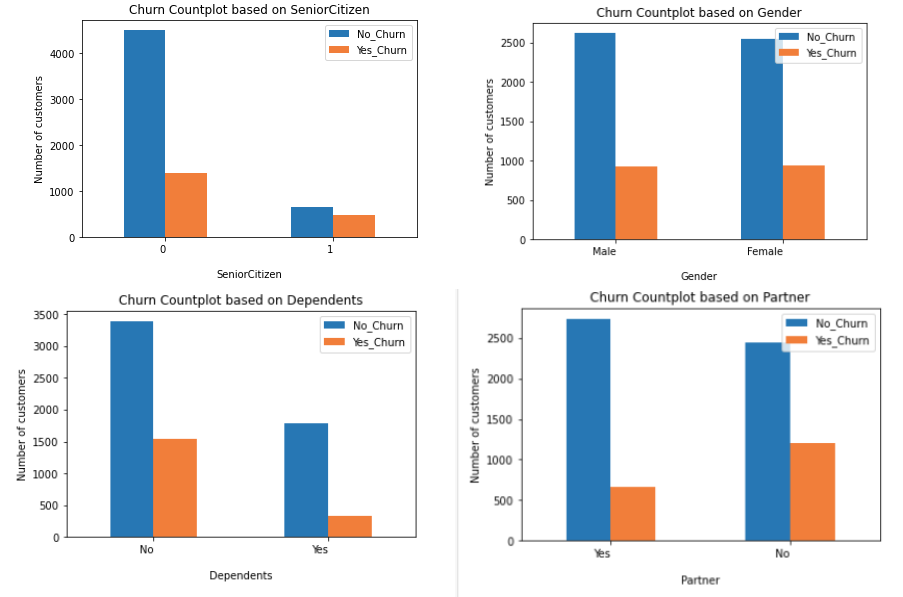 Churn Countplot based on SeniorCitizen
No_Churn
Yes_Churn
Number of customers
4000
3000
2000
1000
0
0 1
SeniorCitizen
Churn Countplot based on Gender
No_Churn
Yes_Churn
Number of customers
2500
2000
1500
1000
500
0
Male Female
Gender
Churn Countplot based on Dependents
No_Churn
Yes_Churn
Number of customers
3500
3000
2500
2000
1500
1000
500
0
No Yes
Dependents
Churn Countplot based on Partner
No_Churn
Yes_Churn
Number of customers
2500
2000
1500
1000
500
0
Yes No
Partner